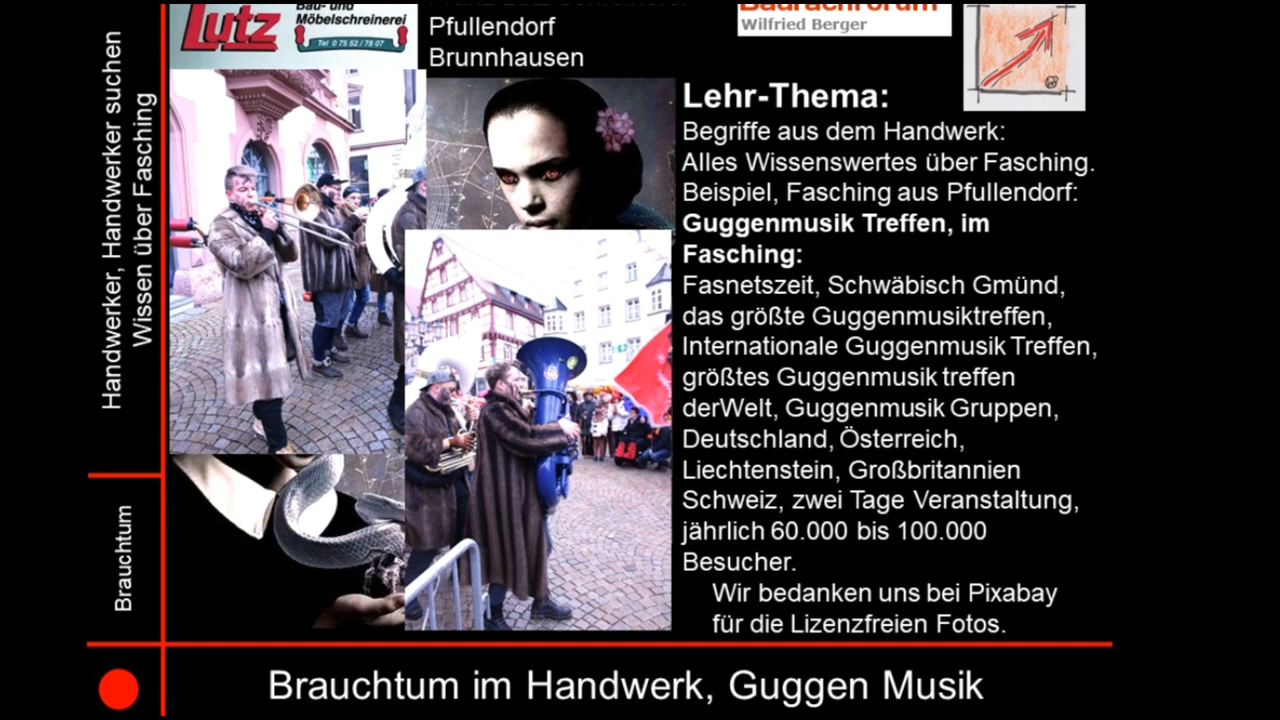 Handwerker, Handwerker suchen
Wissen über Fasching
Brauchtum
Lutz
Bau- und
Möbelschreinerei
Tel 0 75 52 / 78 07
Pfullendorf
Brunnhausen
Baufachforum
Wilfried Berger
Lehr-Thema:
Begriffe aus dem Handwerk:
Alles Wissenswertes über Fasching.
Beispiel, Fasching aus Pfullendorf:
Guggenmusik Treffen, im
Fasching:
Fasnetszeit, Schwäbisch Gmünd,
das größte Guggenmusiktreffen,
Internationale Guggenmusik Treffen,
größtes Guggenmusik treffen
derWelt, Guggenmusik Gruppen,
Deutschland, Österreich,
Liechtenstein, Großbritannien
Schweiz, zwei Tage Veranstaltung,
jährlich 60.000 bis 100.000
Besucher.
Wir bedanken uns bei Pixabay
für die Lizenzfreien Fotos.
Brauchtum im Handwerk, Guggen Musik